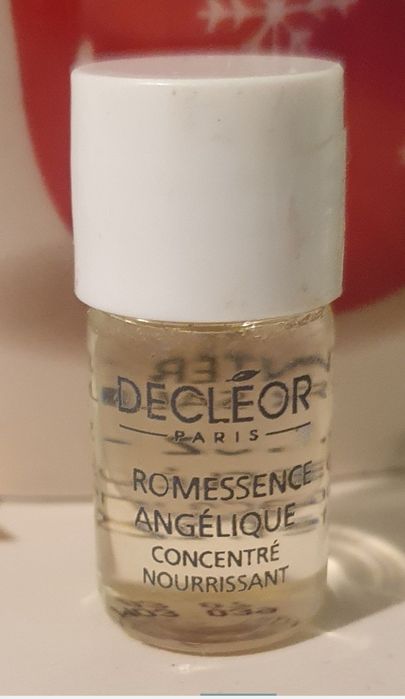 DECLÉOR
PARIS
ROMESSENCE
ANGÉLIQUE
CONCENTRÉ
NOURRISSANT